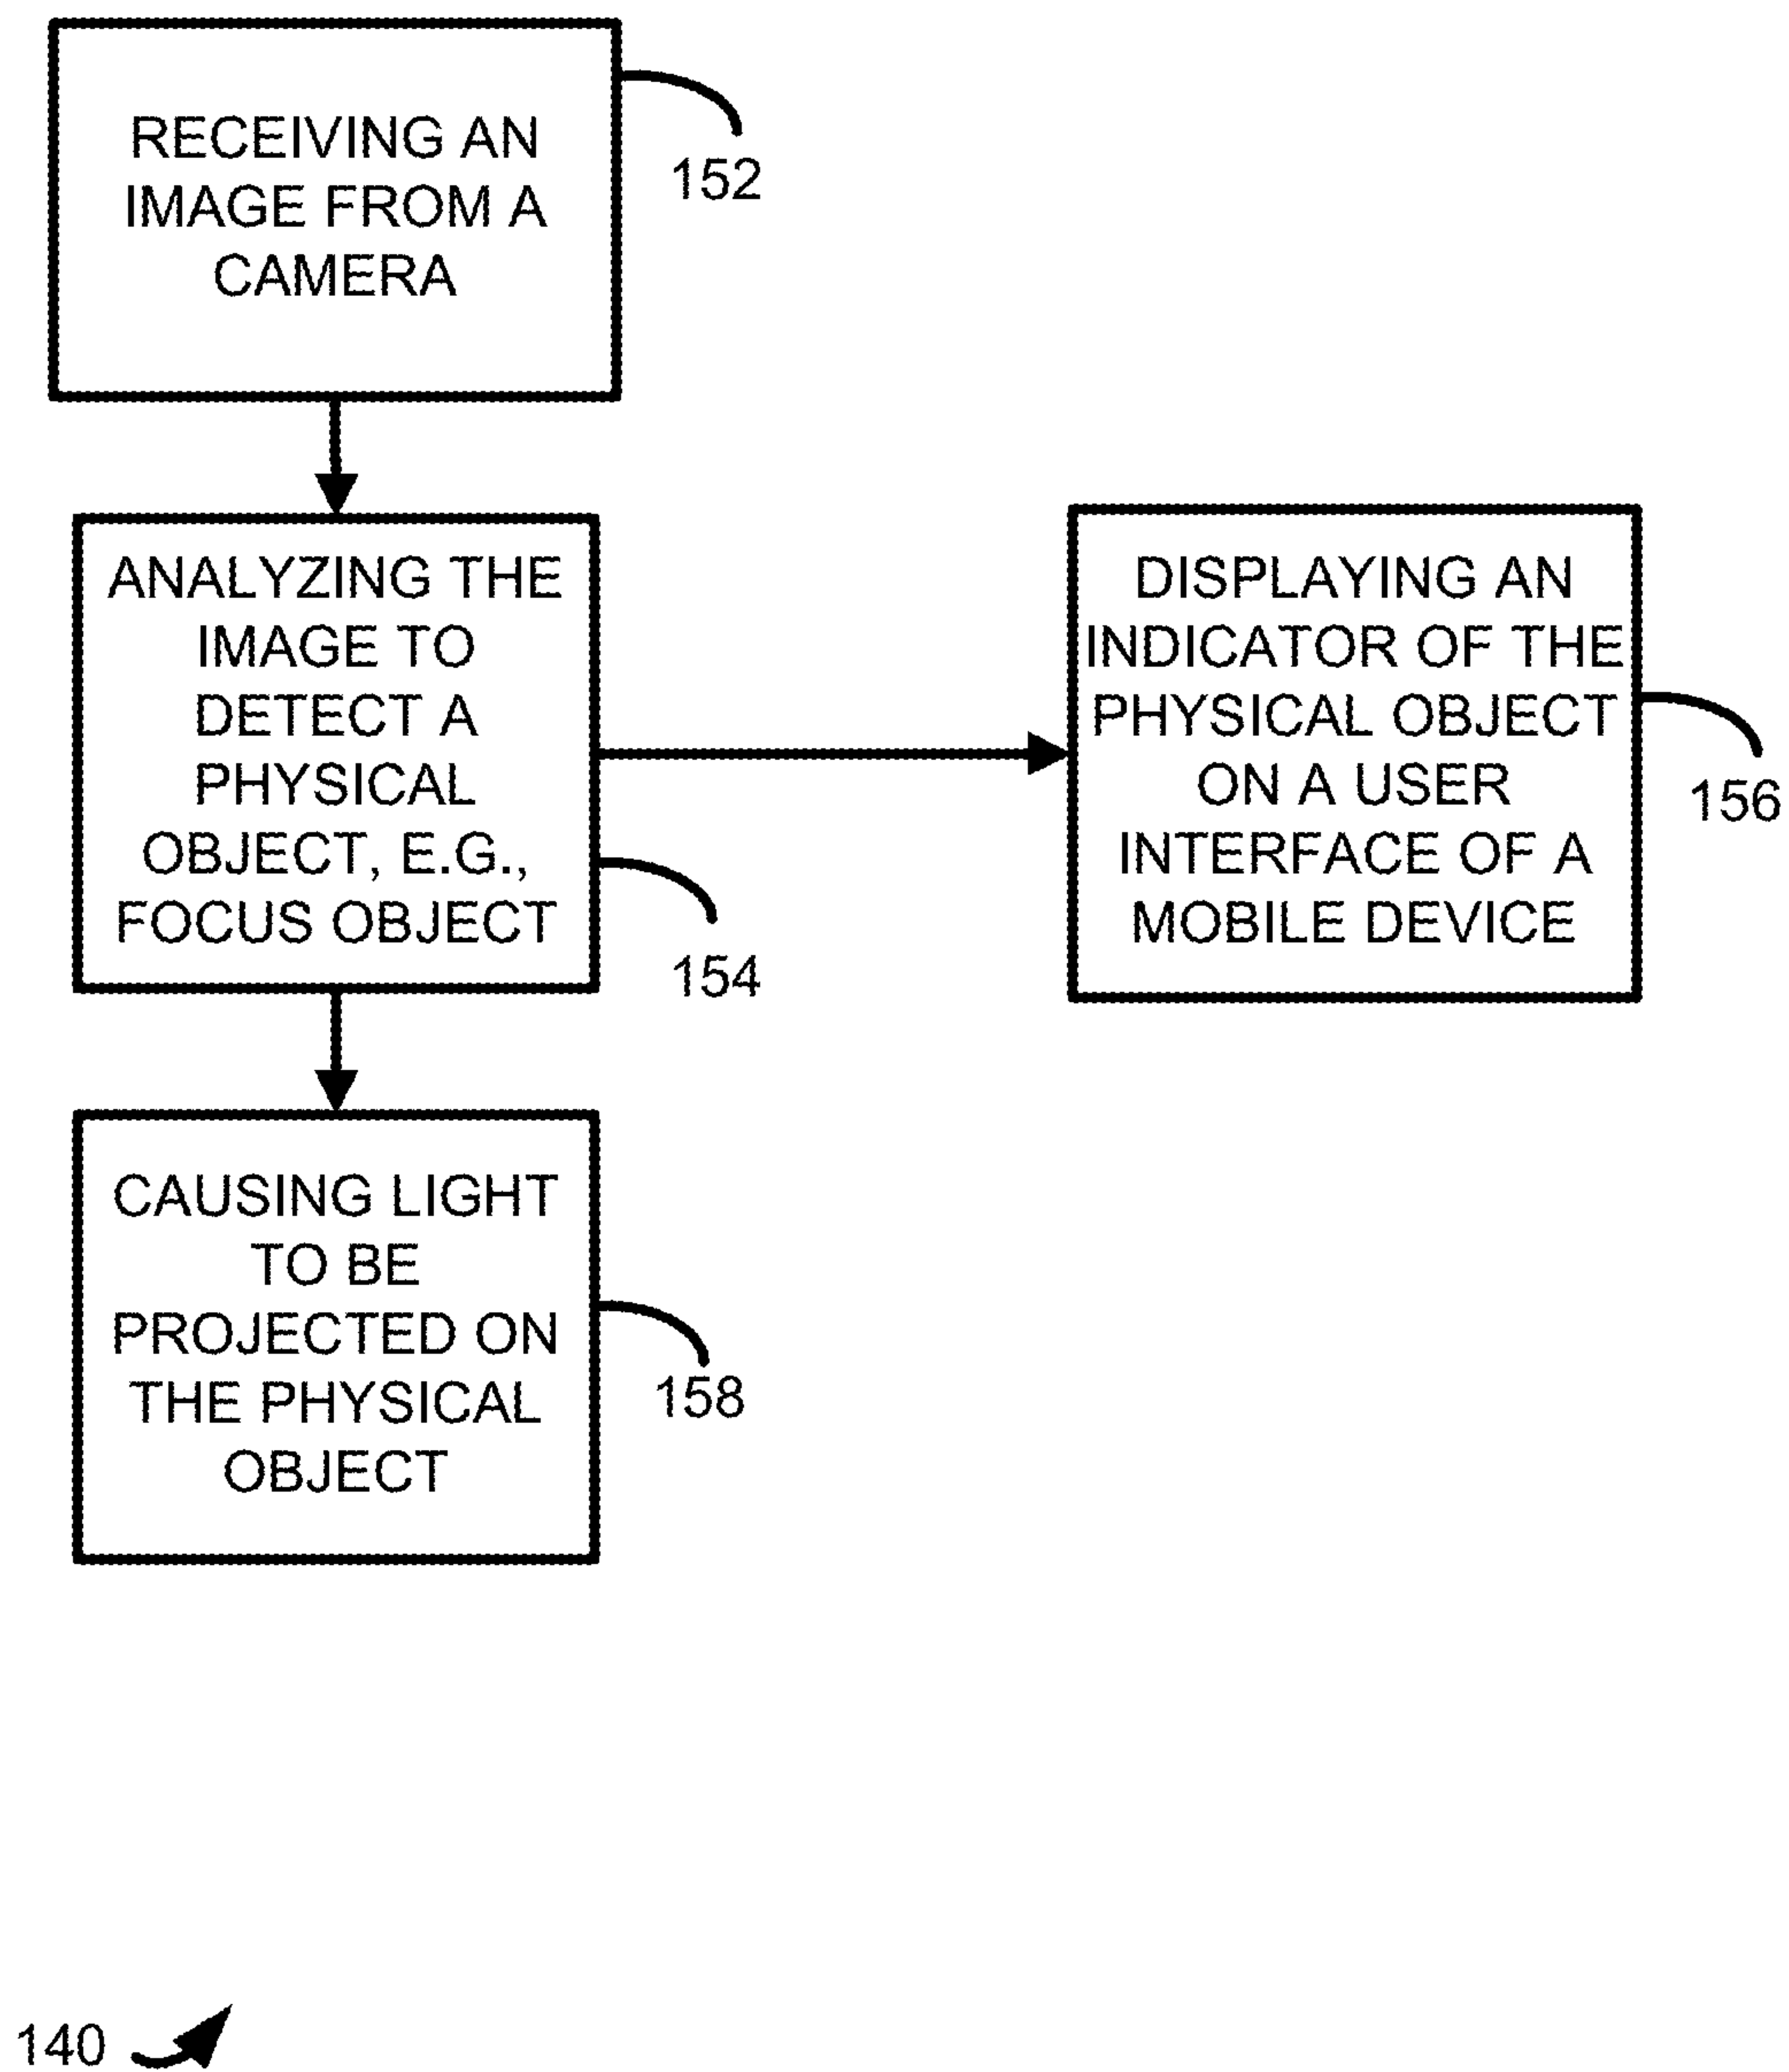 RECEIVING AN
IMAGE FROM A
CAMERA
152
ANALYZING THE
IMAGE TO
DETECT A
PHYSICAL
OBJECT, E.G.,
FOCUS OBJECT
154
DISPLAYING AN
INDICATOR OF THE
PHYSICAL OBJECT
ON A USER
INTERFACE OF A
MOBILE DEVICE
156
CAUSING LIGHT
TO BE
PROJECTED ON
THE PHYSICAL
OBJECT
158
140